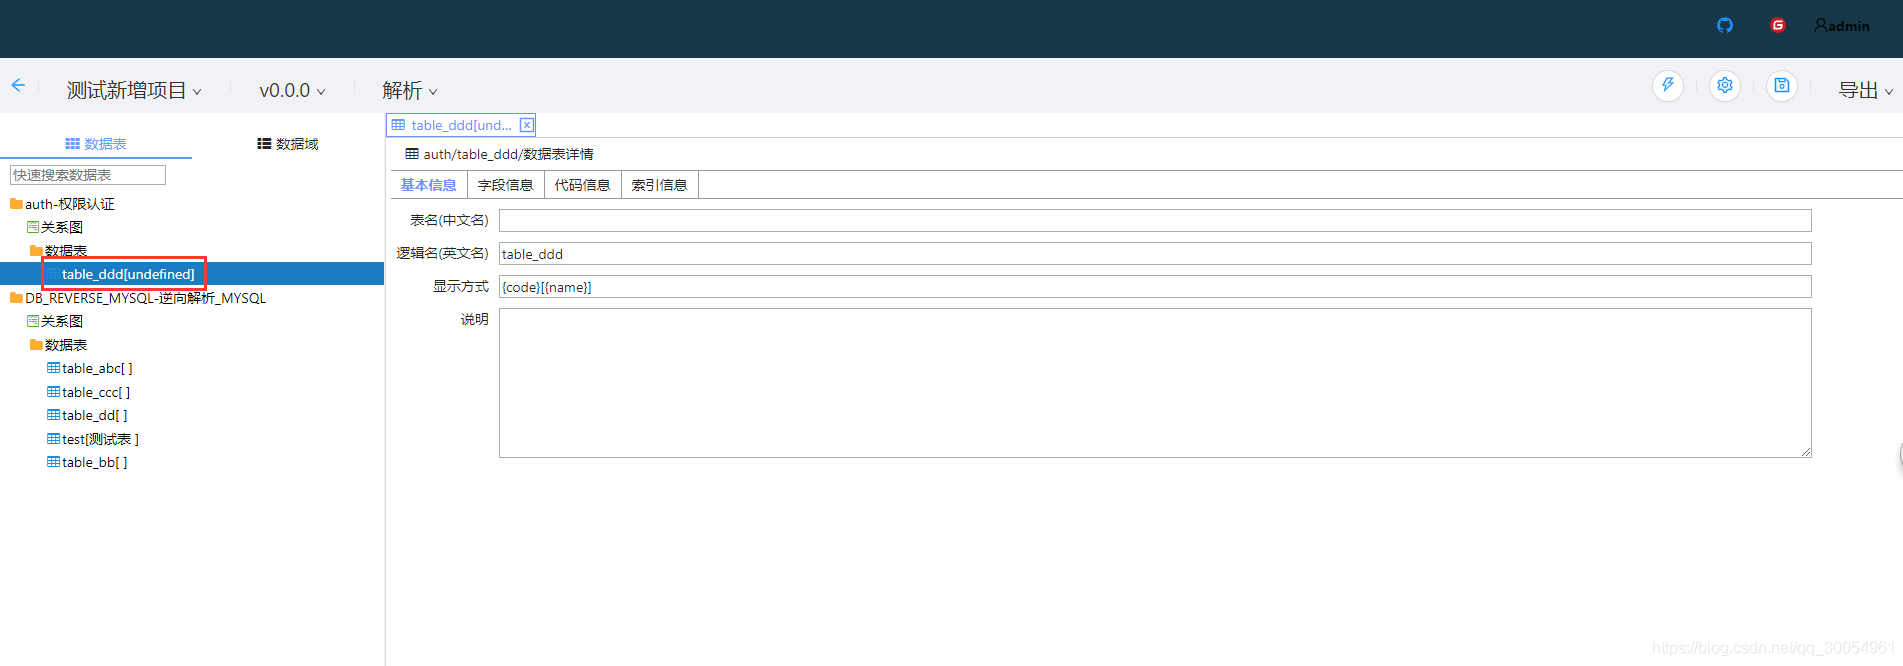 admin
测试新增项目 v0.0.0 解析 导出
数据表 数据域
快速搜索数据表
auth-权限认证
关系图
数据表
table_ddd[undefined]
DB_REVERSE_MYSQL-逆向解析_MYSQL
关系图
数据表
table_abc[ ]
table_ccc[ ]
table_dd[ ]
test[测试表 ]
table_bb[ ]
table_ddd[und...
auth/table_ddd/数据表详情
基本信息 字段信息 代码信息 索引信息
表名(中文名)
逻辑名(英文名) table_ddd
显示方式 {code}[{name}]
说明
https://blog.csdn.net/qq_30054961